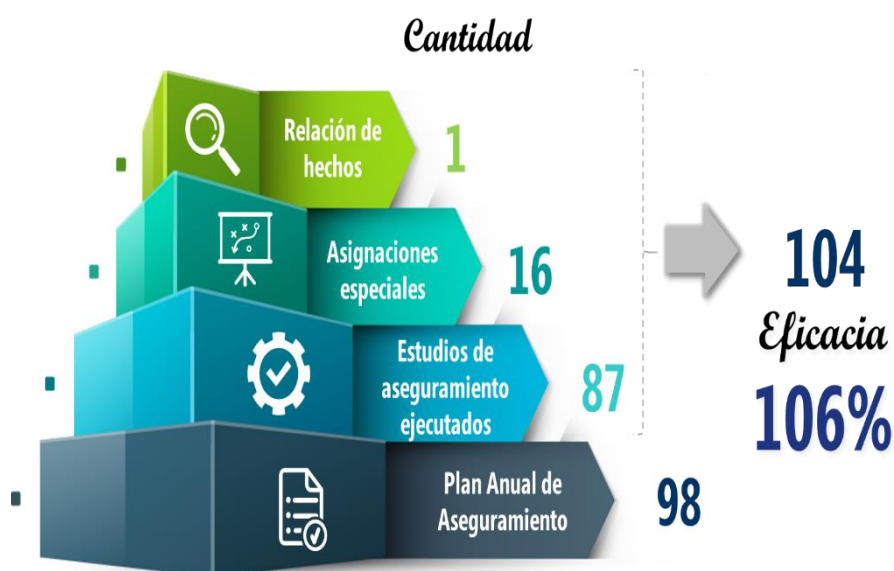 Cantidad
Relación de
hechos
1
Asignaciones
especiales
16
Estudios de
aseguramiento
ejecutados
87
Plan Anual de
Aseguramiento
98
104
Eficacia
106%